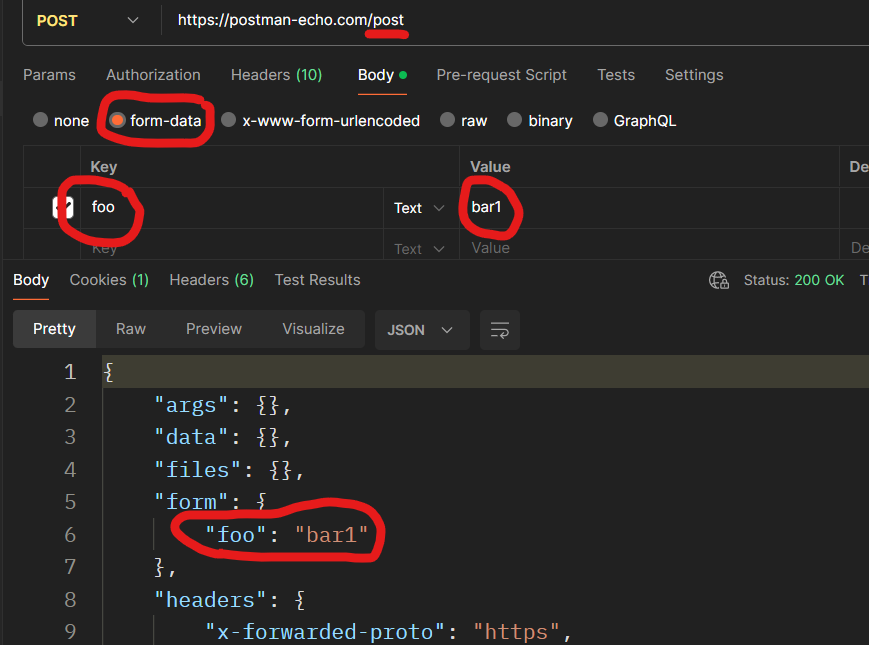 POST https://postman-echo.com/post
Params Authorization Headers (10) Body Pre-request Script Tests Settings
none form-data x-www-form-urlencoded raw binary GraphQL
Key Value De
foo Text bar1
Key Text Value De
Body Cookies (1) Headers (6) Test Results Status: 200 OK T
Pretty Raw Preview Visualize JSON
1 {
2 "args": {},
3 "data": {},
4 "files": {},
5 "form": {
6 "foo": "bar1"
7 },
8 "headers": {
9 "x-forwarded-proto": "https",